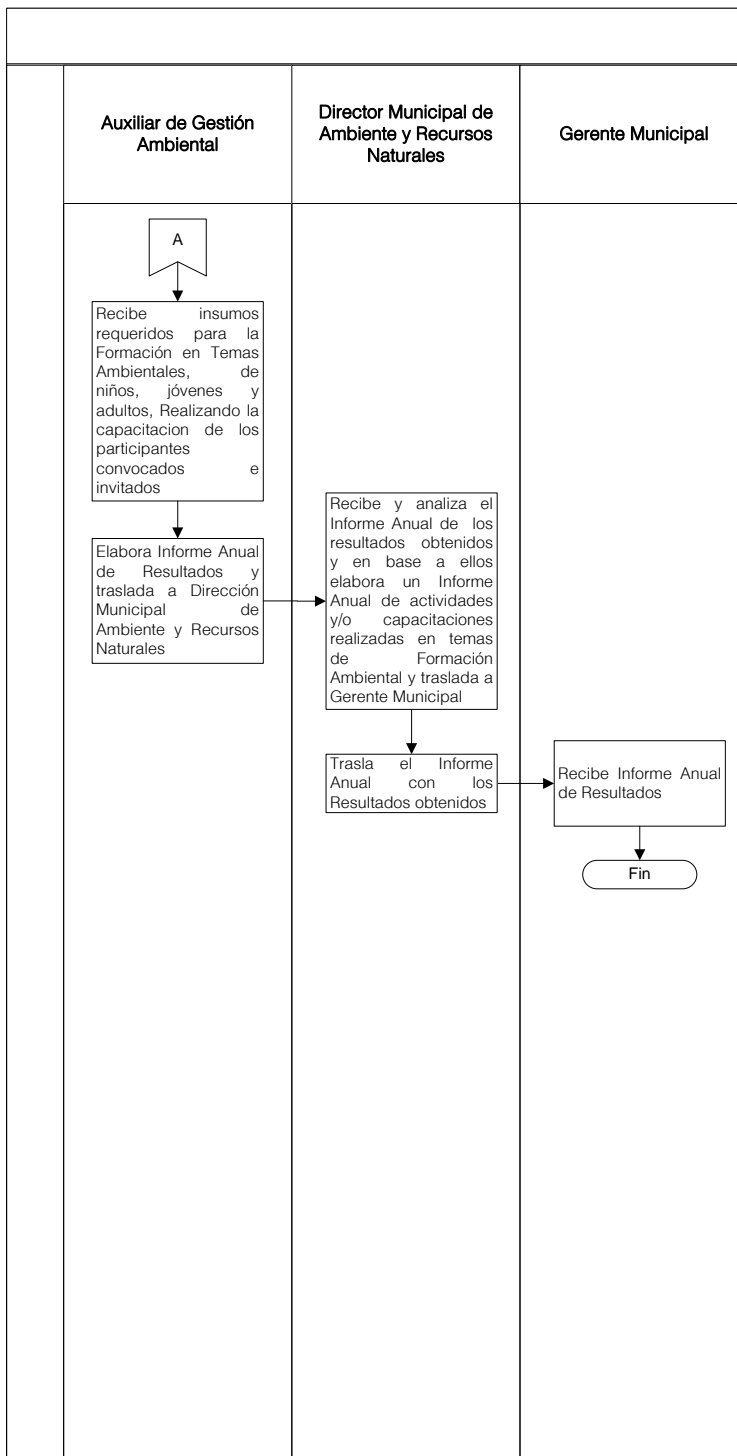 Auxiliar de Gestión
Ambiental
Director Municipal de
Ambiente y Recursos
Naturales
Gerente Municipal
A
Recibe insumos
requeridos para la
Formación en Temas
Ambientales, de
niños, jóvenes y
adultos, Realizando la
capacitacion de los
participantes
convocados e
invitados
Elabora Informe Anual
de Resultados y
traslada a Dirección
Municipal de
Ambiente y Recursos
Naturales
Recibe y analiza el
Informe Anual de los
resultados obtenidos
y en base a ellos
elabora un Informe
Anual de actividades
y/o capacitaciones
realizadas en temas
de Formación
Ambiental y traslada a
Gerente Municipal
Trasla el Informe
Anual con los
Resultados obtenidos
Recibe Informe Anual
de Resultados
Fin